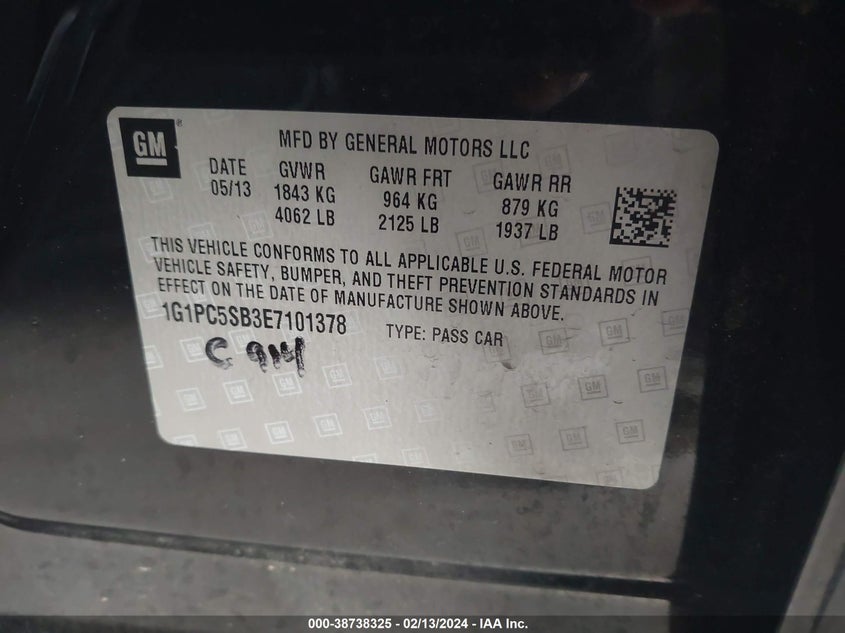 GM
MFD BY GENERAL MOTORS LLC
DATE GVWR GAWR FRT GAWR RR
05/13 1843 KG 964 KG 879 KG
4062 LB 2125 LB 1937 LB
THIS VEHICLE CONFORMS TO ALL APPLICABLE U.S. FEDERAL MOTOR
VEHICLE SAFETY, BUMPER, AND THEFT PREVENTION STANDARDS IN
EFFECT ON THE DATE OF MANUFACTURE SHOWN ABOVE.
1G1PC5SB3E7101378 TYPE: PASS CAR
C 914
000-38738325 - 02/13/2024 - IAA Inc.